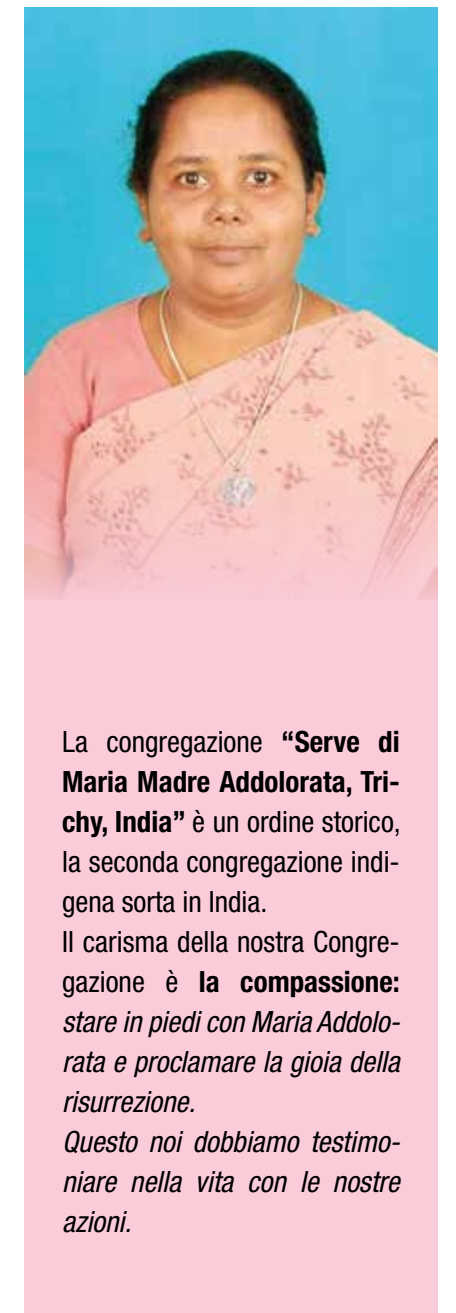 La congregazione “Serve di
Maria Madre Addolorata, Tri-
chy, India” è un ordine storico,
la seconda congregazione indi-
gena sorta in India.
Il carisma della nostra Congre-
gazione è la compassione:
stare in piedi con Maria Addolo-
rata e proclamare la gioia della
risurrezione.
Questo noi dobbiamo testimo-
niare nella vita con le nostre
azioni.